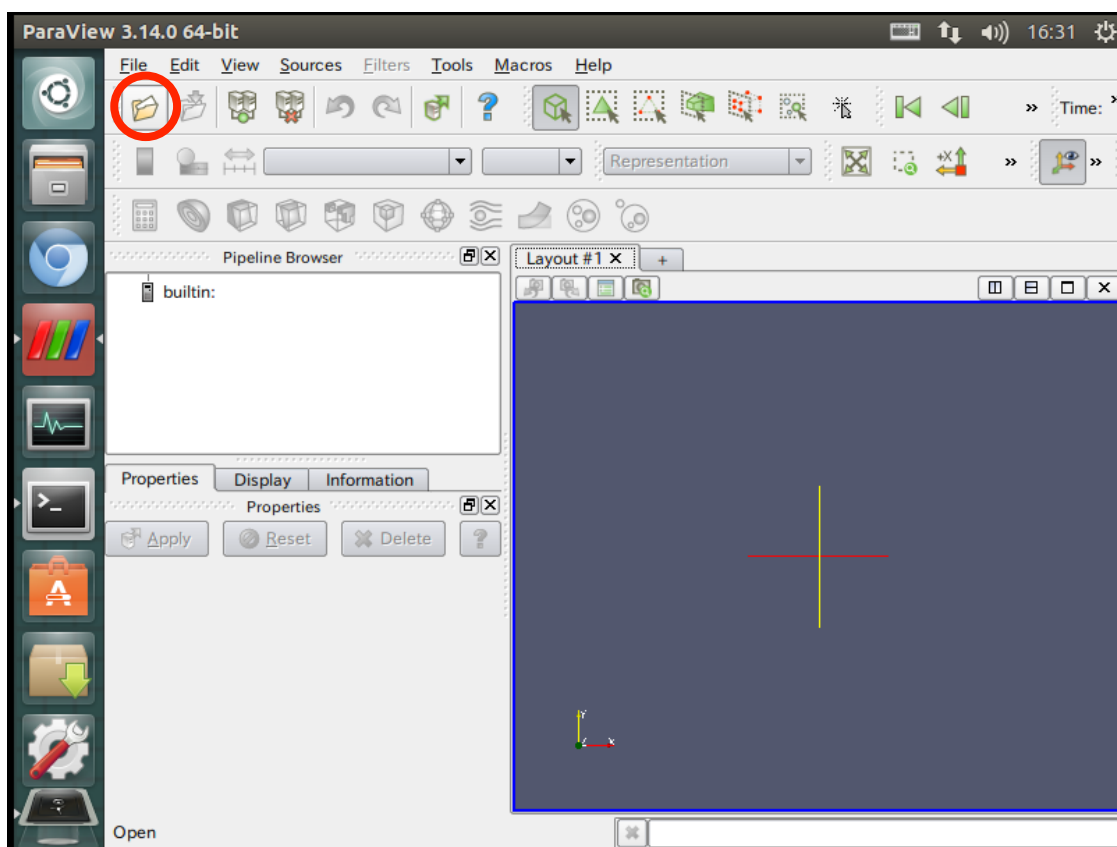 ParaView 3.14.0 64-bit 16:31
File Edit View Sources Filters Tools Macros Help
» Time: »
Representation » »
Pipeline Browser Layout #1 +
builtin:
Properties Display Information
Properties
Apply Reset Delete ?
Y
Z X
Open